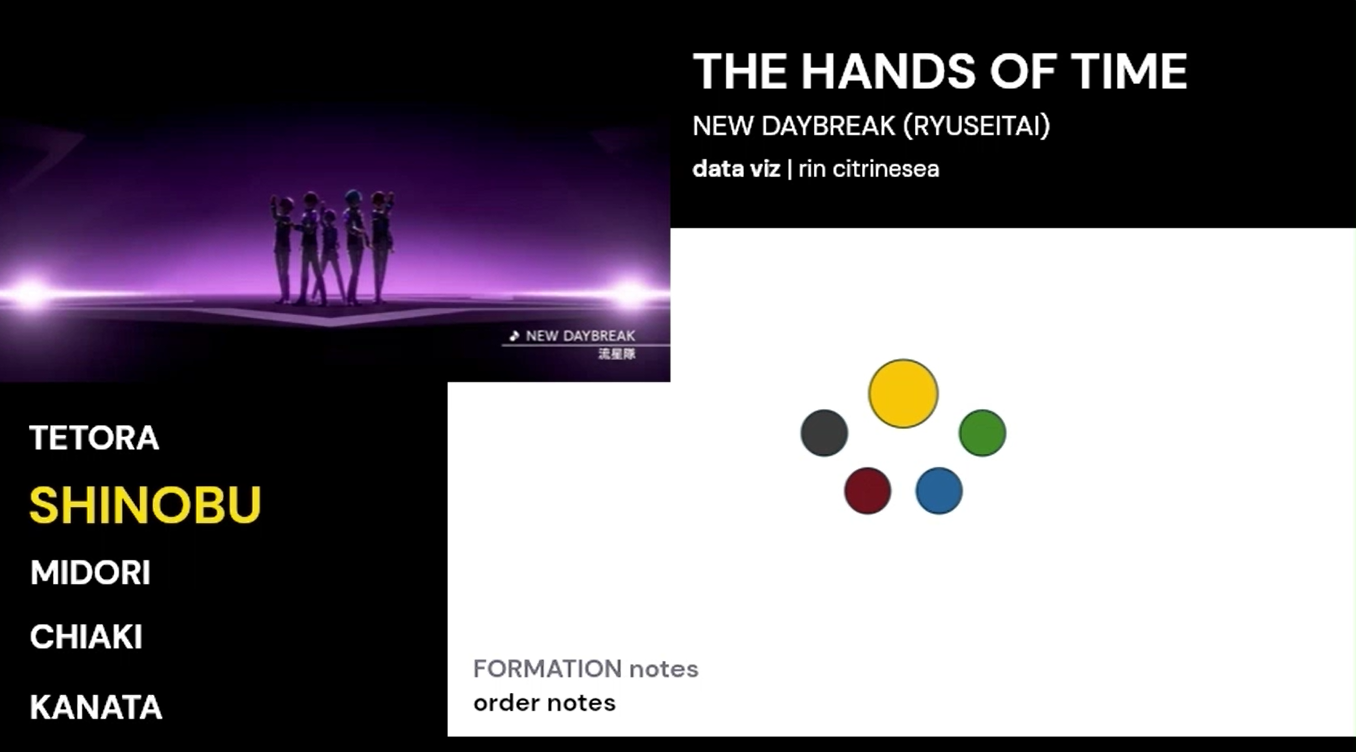 THE HANDS OF TIME
NEW DAYBREAK (RYUSEITAI)
data viz | rin citrinesea
♪ NEW DAYBREAK
流星隊
TETORA
SHINOBU
MIDORI
CHIAKI
KANATA
FORMATION notes
order notes